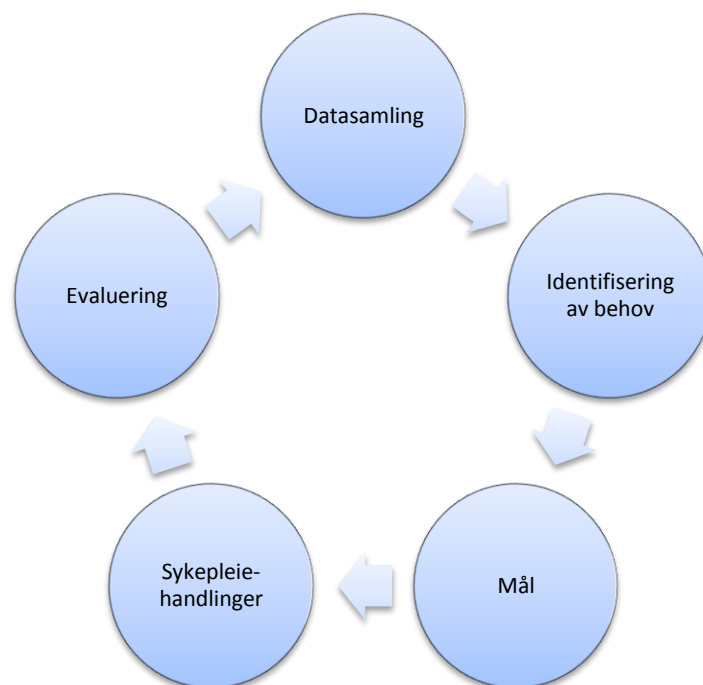 Datasamling
Identifisering
av behov
Mål
Sykepleie-
handlinger
Evaluering